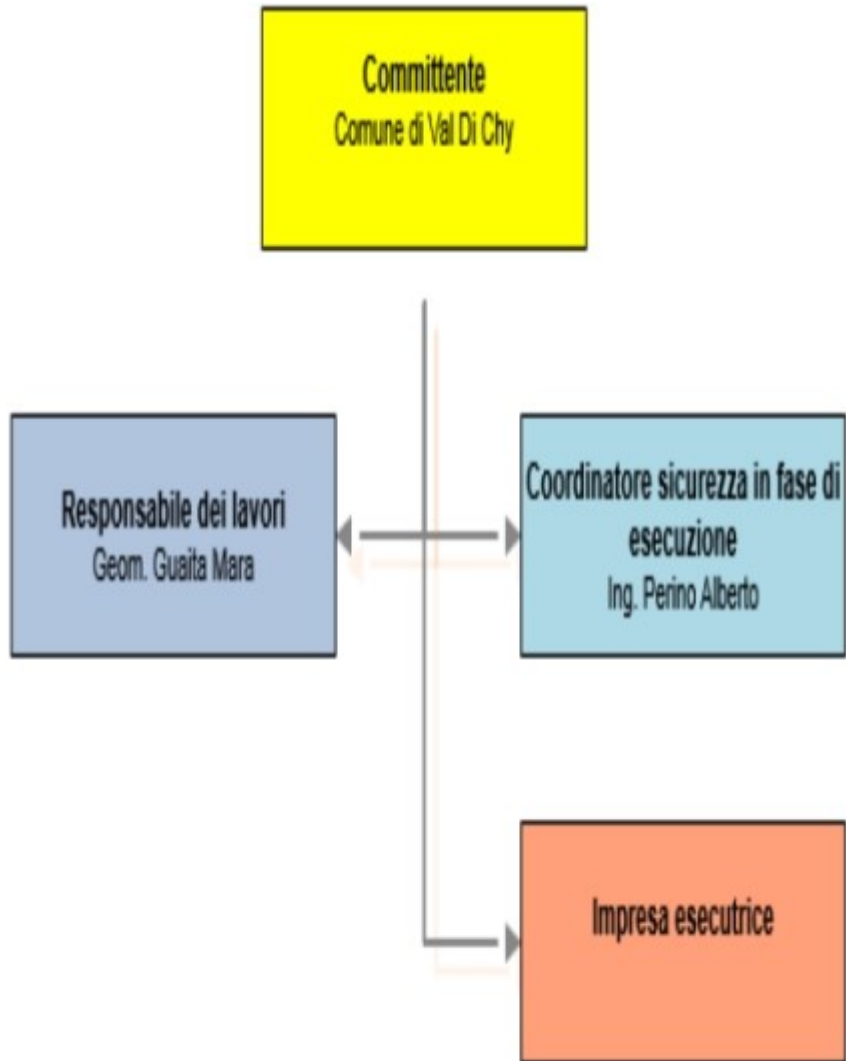 Committente
Comune di Val Di Chy
Responsabile dei lavori
Geom. Guaita Mara
Coordinatore sicurezza in fase di
esecuzione
Ing. Perino Alberto
Impresa esecutrice